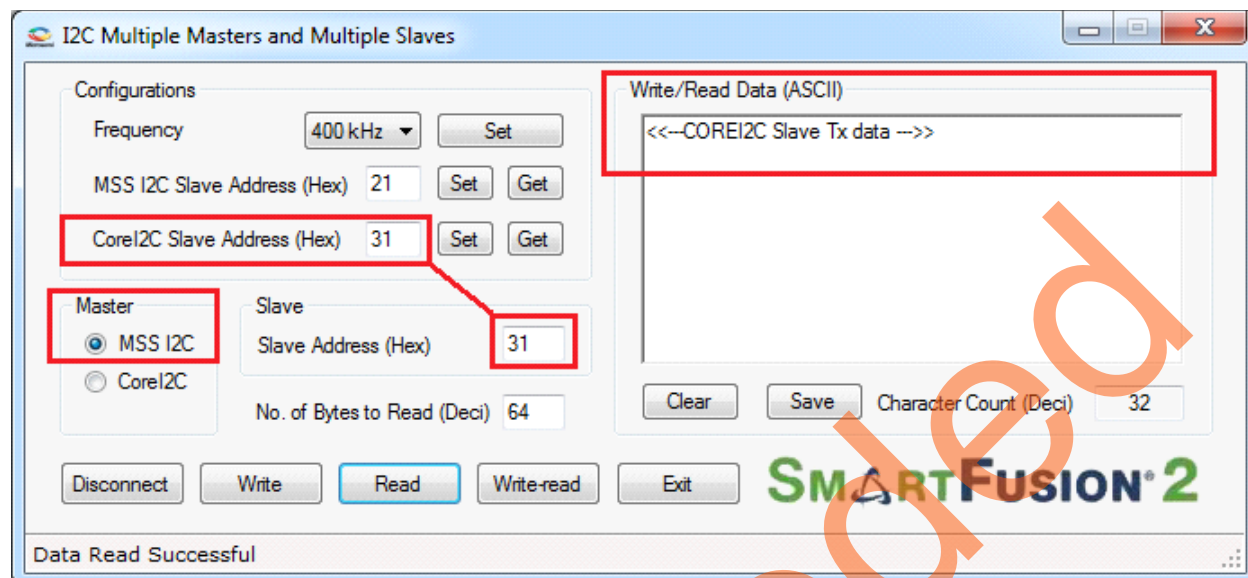 I2C Multiple Masters and Multiple Slaves
Configurations
Frequency 400 kHz Set
MSS I2C Slave Address (Hex) 21 Set Get
CoreI2C Slave Address (Hex) 31 Set Get
Master
MSS I2C
CoreI2C
Slave
Slave Address (Hex) 31
No. of Bytes to Read (Deci) 64
Write/Read Data (ASCII)
<<---COREI2C Slave Tx data --->>
Clear Save Character Count (Deci) 32
Disconnect Write Read Write-read Exit
SMARTFUSION® 2
Data Read Successful
ded